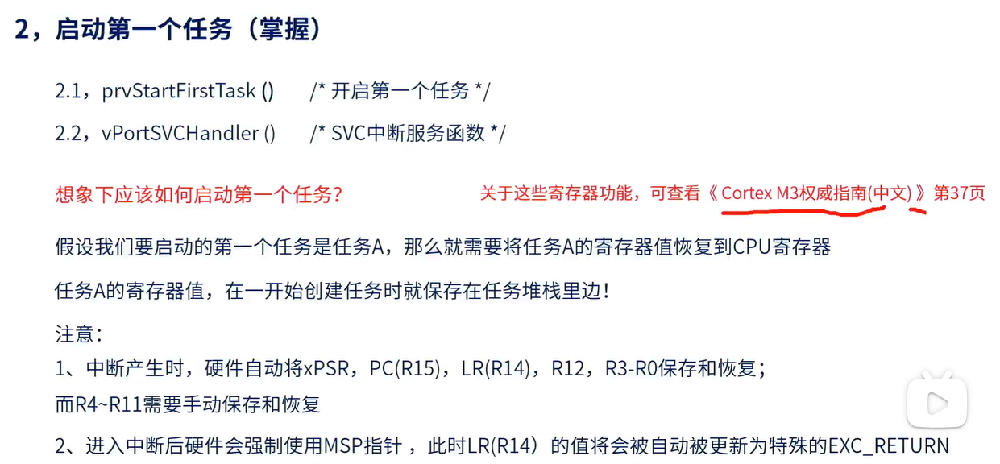 2，启动第一个任务（掌握）
2.1，prvStartFirstTask () /* 开启第一个任务 */
2.2，vPortSVCHandler () /* SVC中断服务函数 */
想象下应该如何启动第一个任务？ 关于这些寄存器功能，可查看《 Cortex M3权威指南(中文) 》第37页
假设我们要启动的第一个任务是任务A，那么就需要将任务A的寄存器值恢复到CPU寄存器
任务A的寄存器值，在一开始创建任务时就保存在任务堆栈里边！
注意：
1、中断产生时，硬件自动将xPSR，PC(R15)，LR(R14)，R12，R3-R0保存和恢复；
而R4~R11需要手动保存和恢复
2、进入中断后硬件会强制使用MSP指针 ，此时LR(R14）的值将会被自动被更新为特殊的EXC_RETURN